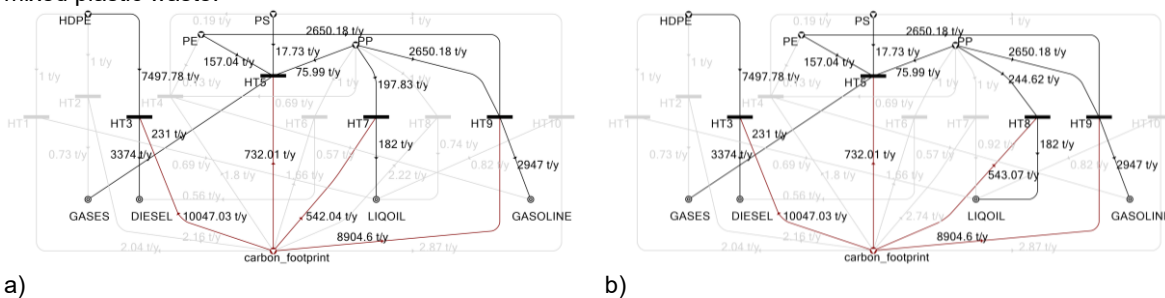 mixed plastic waste.
HDPE
0.19 t/y
PS
1 t/y
PE
2650.18 t/y
PP
17.73 t/y
2650.18 t/y
1 t/y
157.04 t/y
75.99 t/y
7497.78 t/y
0.13 t/y
HT5
197.83 t/y
HT2
HT4
0.69 t/y
HT1
HT3
HT6
HT7
HT8
HT9
HT10
231 t/y
0.73 t/y
3374 t/y
0.69 t/y
732.01 t/y
0.57 t/y
182 t/y
0.74 t/y
0.82 t/y
2947 t/y
1.8 t/y
1.66 t/y
2.22 t/y
0.56 t/y
GASES
DIESEL
10047.03 t/y
542.04 t/y
LIQOIL
GASOLINE
2.16 t/y
8904.6 t/y
2.04 t/y
2.87 t/y
carbon_footprint
a)
HDPE
0.19 t/y
PS
1 t/y
PE
2650.18 t/y
PP
17.73 t/y
2650.18 t/y
1 t/y
157.04 t/y
75.99 t/y
7497.78 t/y
0.13 t/y
HT5
244.62 t/y
HT2
HT4
0.69 t/y
HT1
HT3
HT6
HT7
HT8
HT9
HT10
231 t/y
0.73 t/y
3374 t/y
0.69 t/y
732.01 t/y
0.57 t/y
0.92 t/y
182 t/y
0.82 t/y
2947 t/y
1.8 t/y
1.66 t/y
543.07 t/y
0.56 t/y
GASES
DIESEL
10047.03 t/y
2.74 t/y
LIQOIL
GASOLINE
2.16 t/y
8904.6 t/y
2.04 t/y
2.87 t/y
carbon_footprint
b)